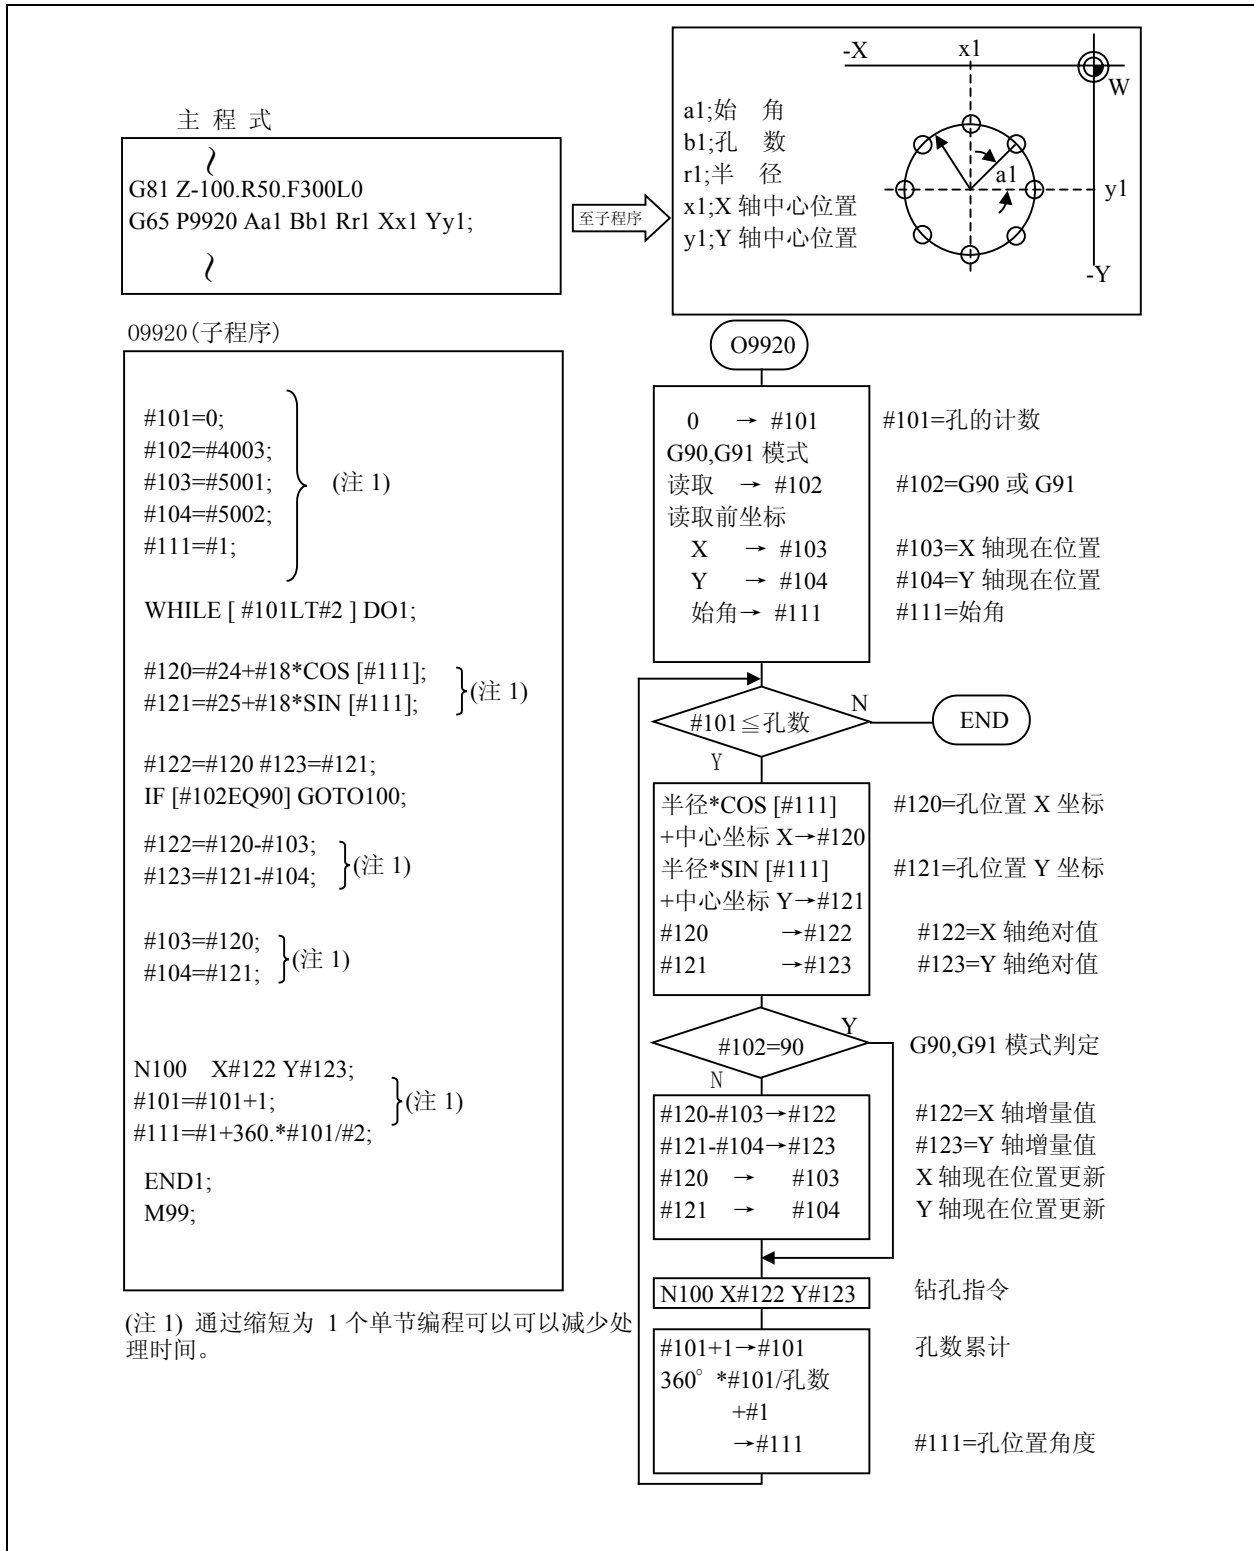 主 程 式
G81 Z-100.R50.F300L0
G65 P9920 Aa1 Bb1 Rr1 Xx1 Yy1;
至子程序
-X
x1
W
a1;始 角
b1;孔 数
r1;半 径
x1;X 轴中心位置
y1;Y 轴中心位置
a1
y1
-Y
O9920(子程序)
#101=0;
#102=#4003;
#103=#5001;
#104=#5002;
#111=#1;
(注 1)
WHILE [ #101LT#2 ] DO1;
#120=#24+#18*COS [#111];
#121=#25+#18*SIN [#111];
(注 1)
#122=#120 #123=#121;
IF [#102EQ90] GOTO100;
#122=#120-#103;
#123=#121-#104;
(注 1)
#103=#120;
#104=#121;
(注 1)
N100 X#122 Y#123;
#101=#101+1;
#111=#1+360.*#101/#2;
(注 1)
END1;
M99;
(注 1) 通过缩短为 1 个单节编程可以可以减少处
理时间。
O9920
0 → #101
#101=孔的计数
G90,G91 模式
读取 → #102
#102=G90 或 G91
读取前坐标
X → #103
#103=X 轴现在位置
Y → #104
#104=Y 轴现在位置
始角→ #111
#111=始角
#101≦孔数
N
END
Y
半径*COS [#111]
#120=孔位置 X 坐标
+中心坐标 X→#120
半径*SIN [#111]
#121=孔位置 Y 坐标
+中心坐标 Y→#121
#120 →#122
#122=X 轴绝对值
#121 →#123
#123=Y 轴绝对值
#102=90
Y
G90,G91 模式判定
N
#120-#103→#122
#122=X 轴增量值
#121-#104→#123
#123=Y 轴增量值
#120 → #103
X 轴现在位置更新
#121 → #104
Y 轴现在位置更新
N100 X#122 Y#123
钻孔指令
#101+1→#101
孔数累计
360° *#101/孔数
+#1
→#111
#111=孔位置角度